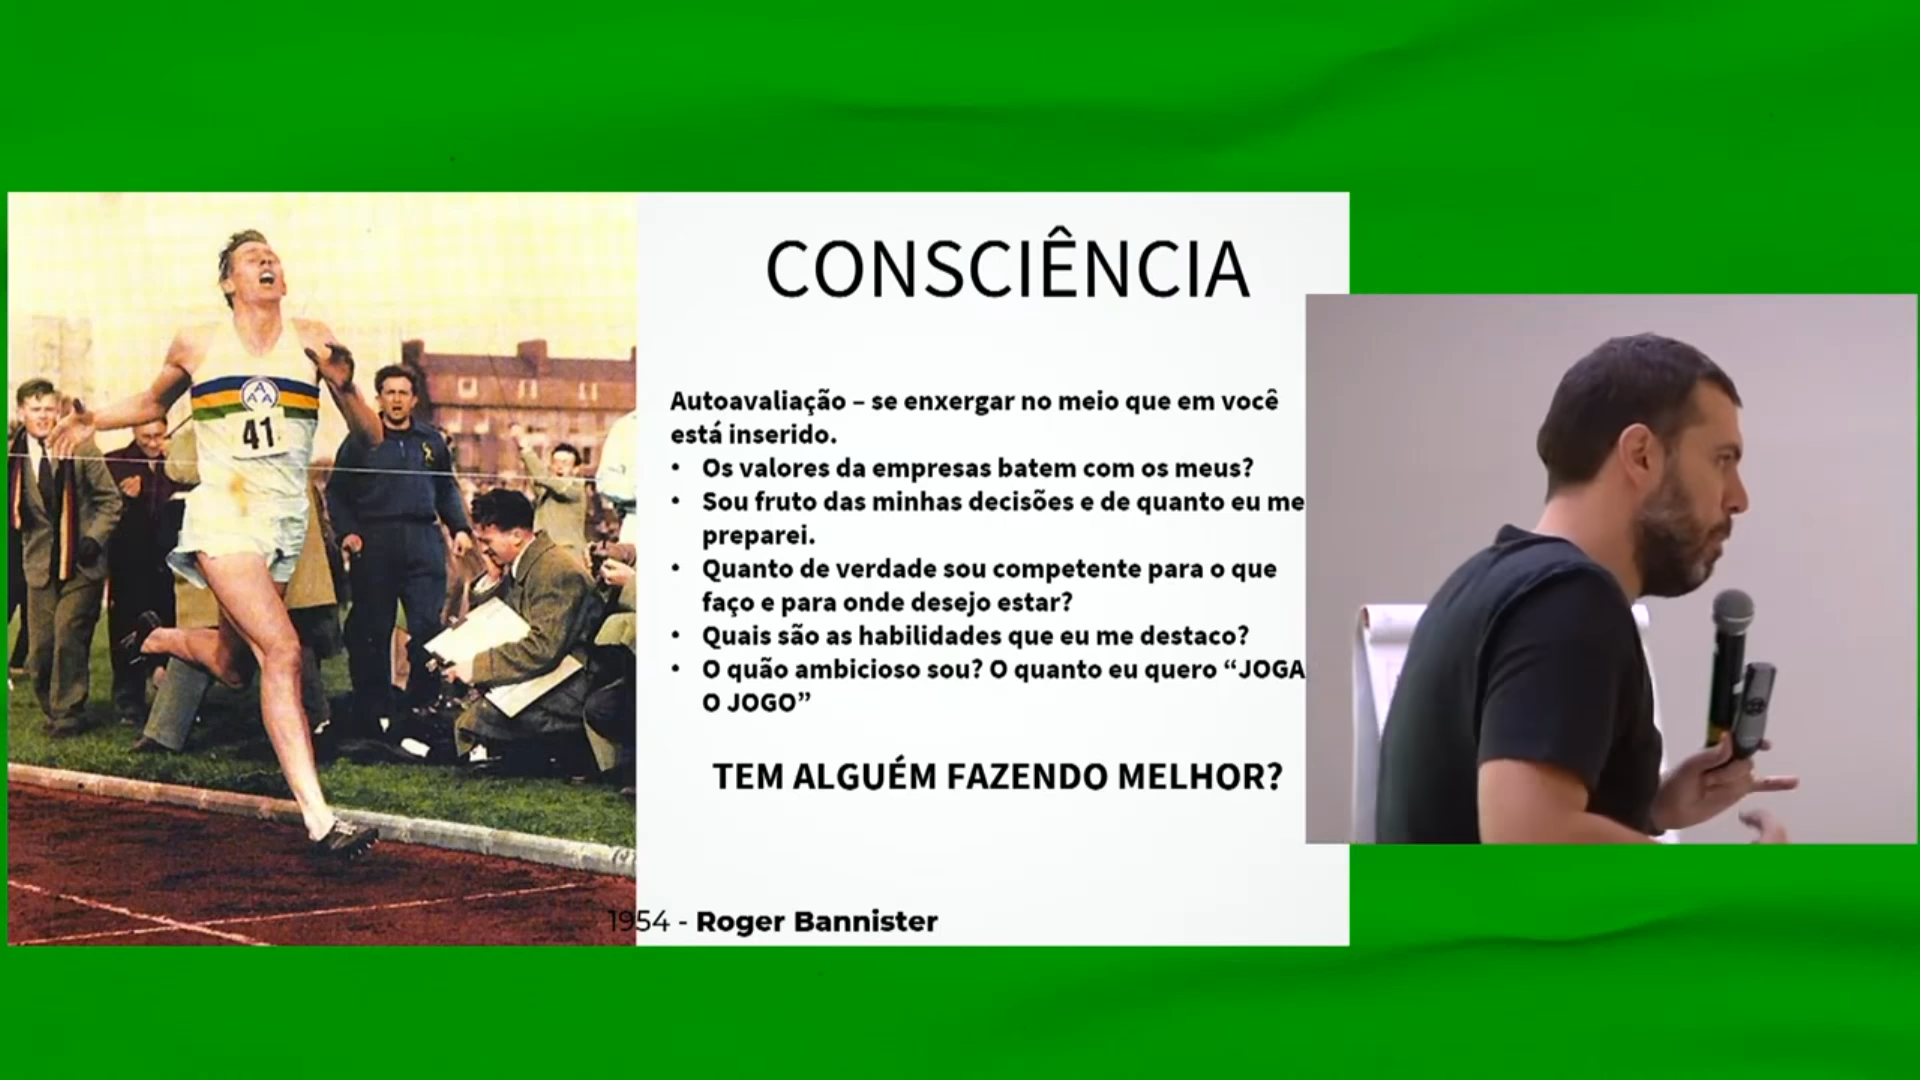 CONSCIÊNCIA
Autoavaliação – se enxergar no meio que em você
está inserido.
• Os valores da empresas batem com os meus?
• Sou fruto das minhas decisões e de quanto eu me
preparei.
• Quanto de verdade sou competente para o que
faço e para onde desejo estar?
• Quais são as habilidades que eu me destaco?
• O quão ambicioso sou? O quanto eu quero “JOGA
O JOGO”
TEM ALGUÉM FAZENDO MELHOR?
1954 - Roger Bannister
A
A A
41